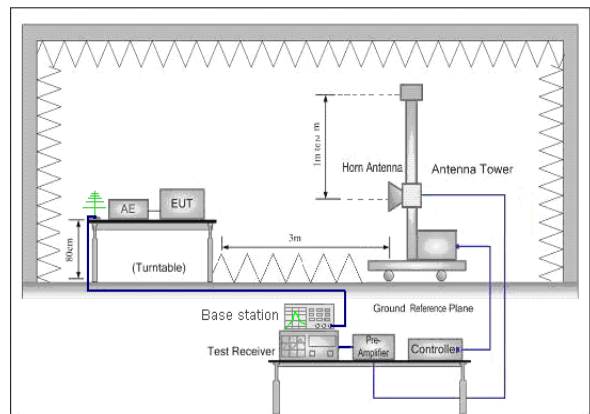 1m to 4 m
Horn Antenna
Antenna Tower
AE
EUT
80cm
3m
(Turntable)
Ground Reference Plane
Base station
Test Receiver
Pre-
Amplifier
Controller